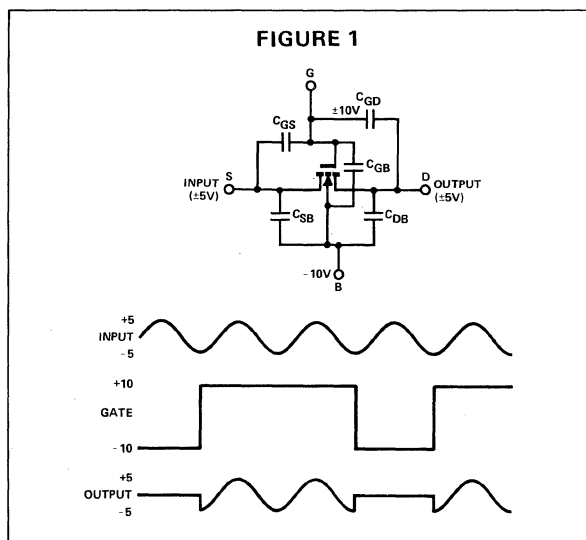 FIGURE 1
G
CGD
±10V
CGS
CGB
S
D
INPUT
(±5V)
OUTPUT
(±5V)
CSB
CDB
-10V
B
+5
INPUT
-5
+10
GATE
-10
+5
OUTPUT
-5